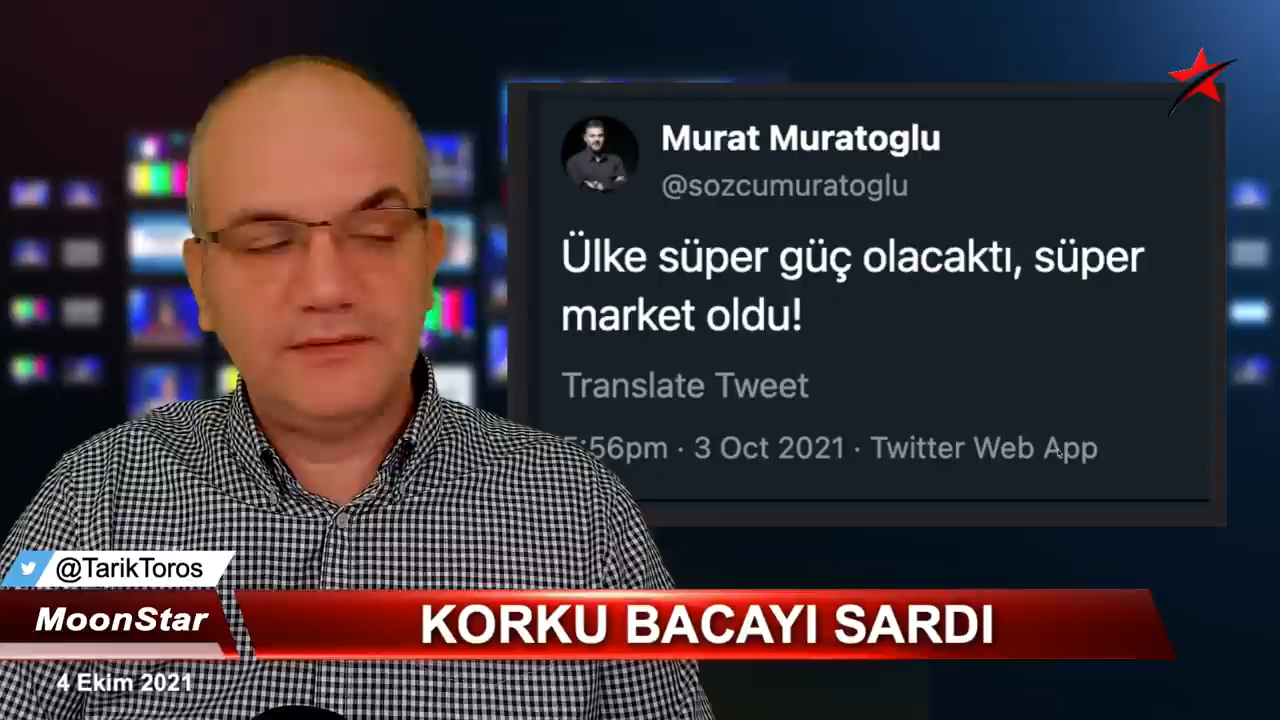 Murat Muratoglu
@sozcumuratoglu
Ülke süper güç olacaktı, süper
market oldu!
Translate Tweet
:56pm · 3 Oct 2021 · Twitter Web App
@TarikToros
MoonStar
KORKU BACAYI SARDI
4 Ekim 2021